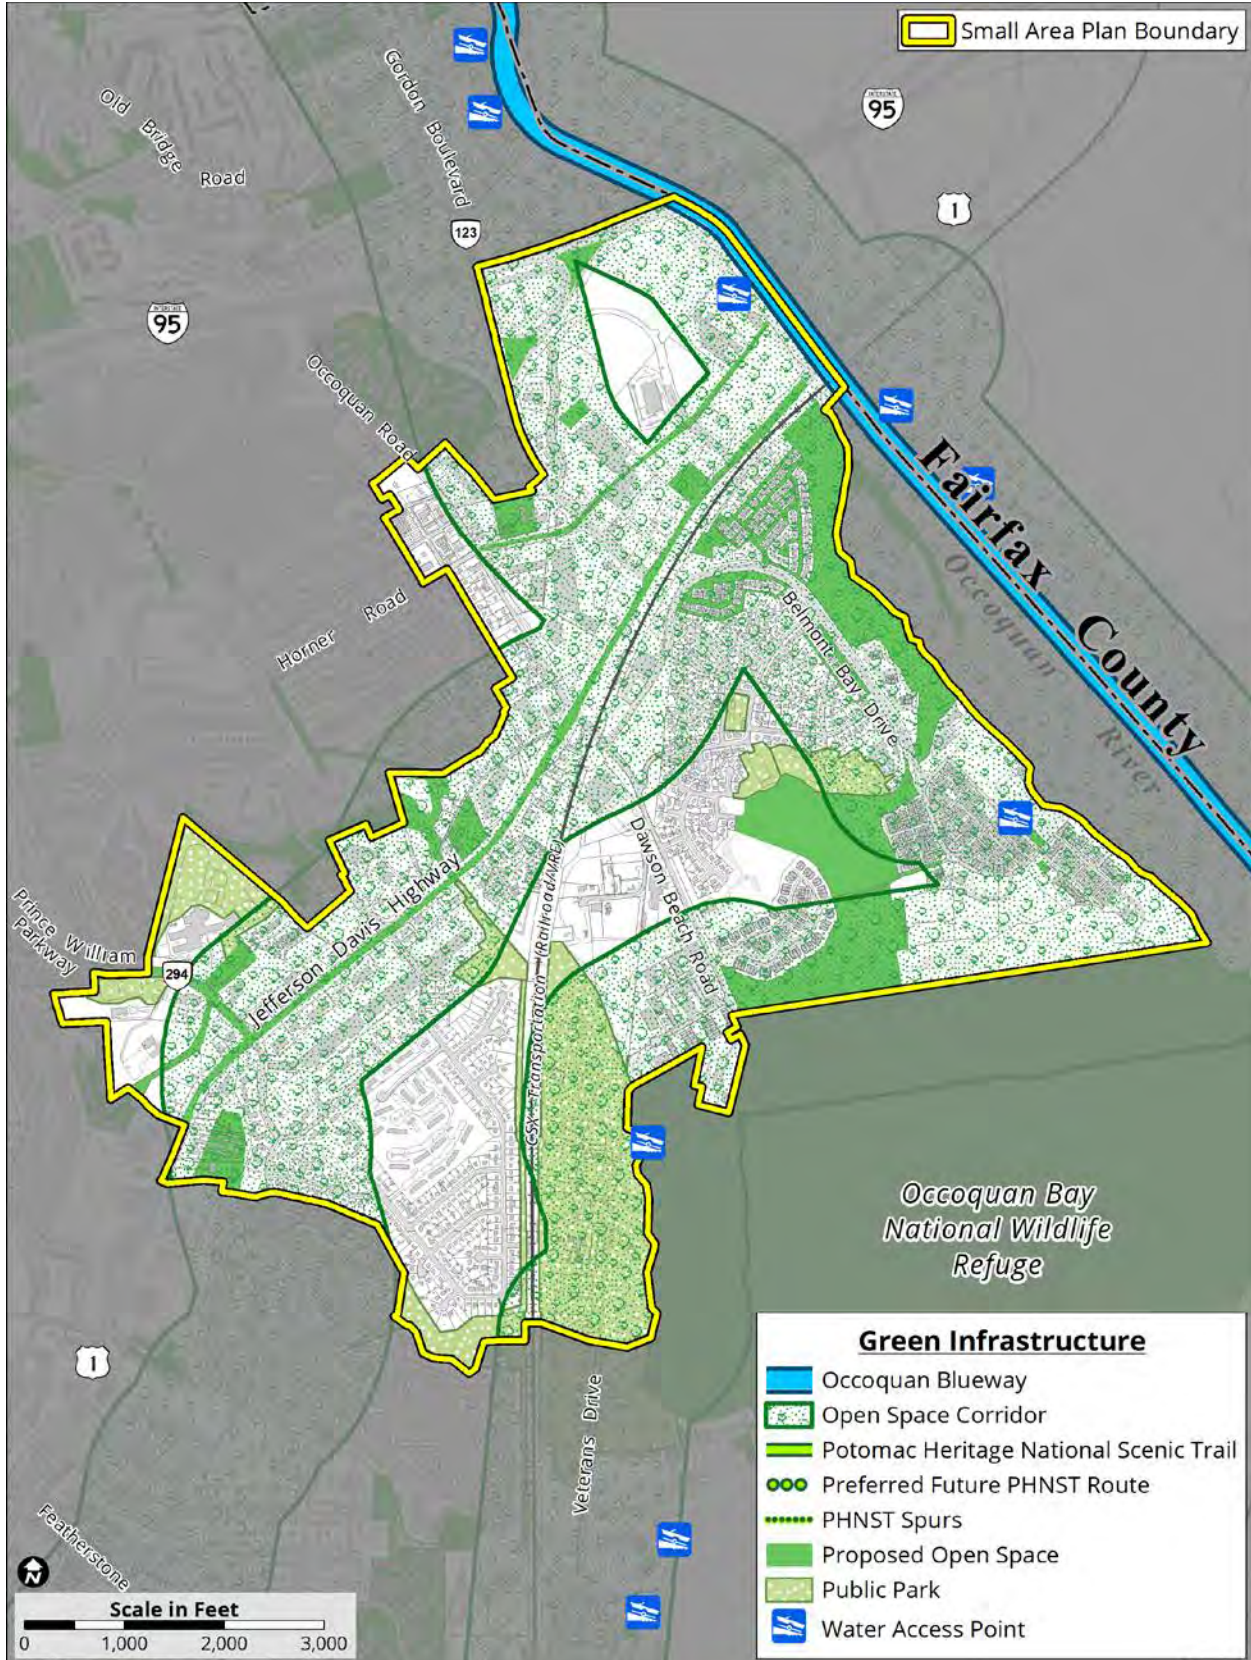 Small Area Plan Boundary
Gordon
Boulevard
Old Bridge
Road
INTERSTATE
95
1
123
INTERSTATE
95
Occoquan Road
Horner Road
Fairfax County
Occoquan
River
Belmont Bay Drive
Dawson Beach Road
Jefferson Davis Highway
Prince William
Parkway
294
CSX Transportation (Railroad/VRE)
Occoquan Bay
National Wildlife
Refuge
1
Veterans Drive
Featherstone
N
Scale in Feet
0 1,000 2,000 3,000
Green Infrastructure
Occoquan Blueway
Open Space Corridor
Potomac Heritage National Scenic Trail
Preferred Future PHNST Route
PHNST Spurs
Proposed Open Space
Public Park
Water Access Point